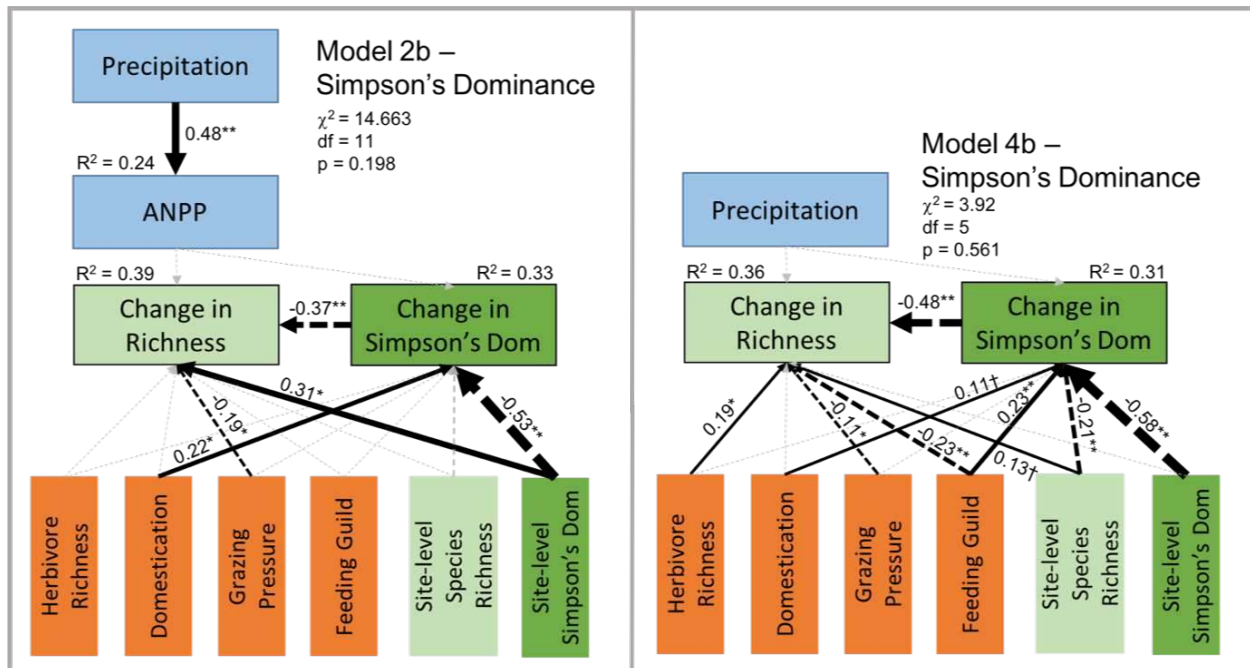 Precipitation
Model 2b –
Simpson's Dominance
χ² = 14.663
df = 11
p = 0.198
0.48**
R² = 0.24
ANPP
R² = 0.39
R² = 0.33
Change in
Richness
-0.37**
Change in
Simpson's Dom
0.31*
-0.19*
-0.53**
0.22*
Herbivore
Richness
Domestication
Grazing
Pressure
Feeding Guild
Site-level
Species
Richness
Site-level
Simpson's Dom
Model 4b –
Simpson's Dominance
χ² = 3.92
df = 5
p = 0.561
Precipitation
R² = 0.36
R² = 0.31
Change in
Richness
-0.48**
Change in
Simpson's Dom
0.19*
-0.11*
-0.23**
0.11†
0.23**
-0.21**
-0.58**
0.13†
Herbivore
Richness
Domestication
Grazing
Pressure
Feeding Guild
Site-level
Species
Richness
Site-level
Simpson's Dom